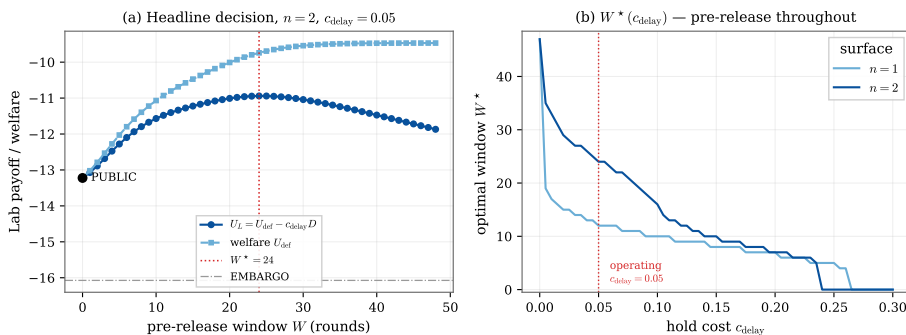 (a) Headline decision, n = 2, c_delay = 0.05
Lab payoff / welfare
−10
−11
−12
−13
−14
−15
−16
PUBLIC
U_L = U_def − c_delay D
welfare U_def
W⋆ = 24
EMBARGO
0
10
20
30
40
50
pre-release window W (rounds)
(b) W⋆(c_delay) — pre-release throughout
optimal window W⋆
40
30
20
10
0
surface
n = 1
n = 2
operating
c_delay = 0.05
0.00
0.05
0.10
0.15
0.20
0.25
0.30
hold cost c_delay